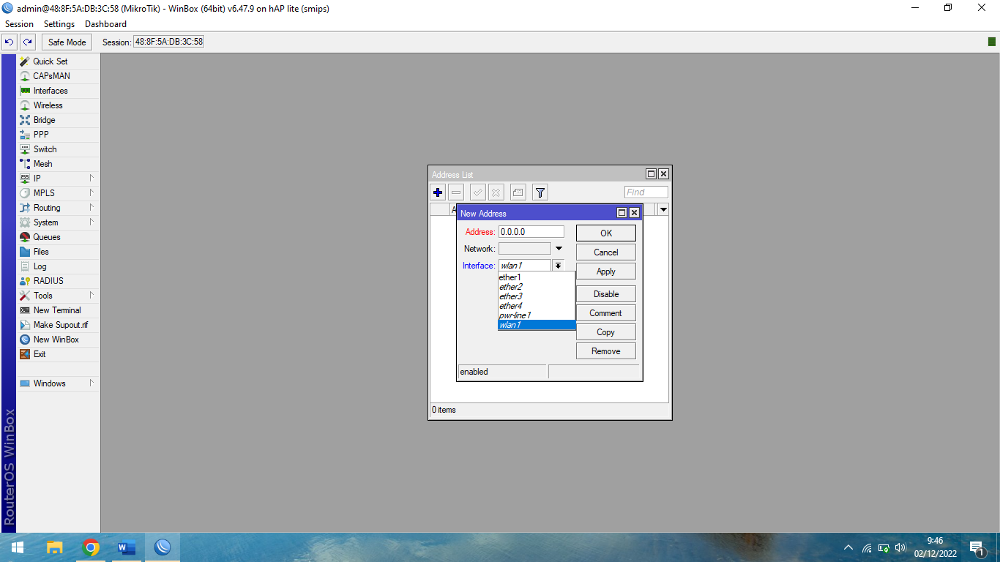 admin@48:8F:5A:DB:3C:58 (MikroTik) - WinBox (64bit) v6.47.9 on hAP lite (smips)
Session Settings Dashboard
Safe Mode Session: 48:8F:5A:DB:3C:58
Quick Set
CAPsMAN
Interfaces
Wireless
Bridge
PPP
Switch
Mesh
IP
MPLS
Routing
System
Queues
Files
Log
RADIUS
Tools
New Terminal
Make Supout.rif
New WinBox
Exit
Windows
RouterOS WinBox
Address List
Find
A
New Address
Address: 0.0.0.0
Network:
Interface: wlan1
ether1
ether2
ether3
ether4
pwr-line1
wlan1
OK
Cancel
Apply
Disable
Comment
Copy
Remove
enabled
0 items
9:46
02/12/2022
1